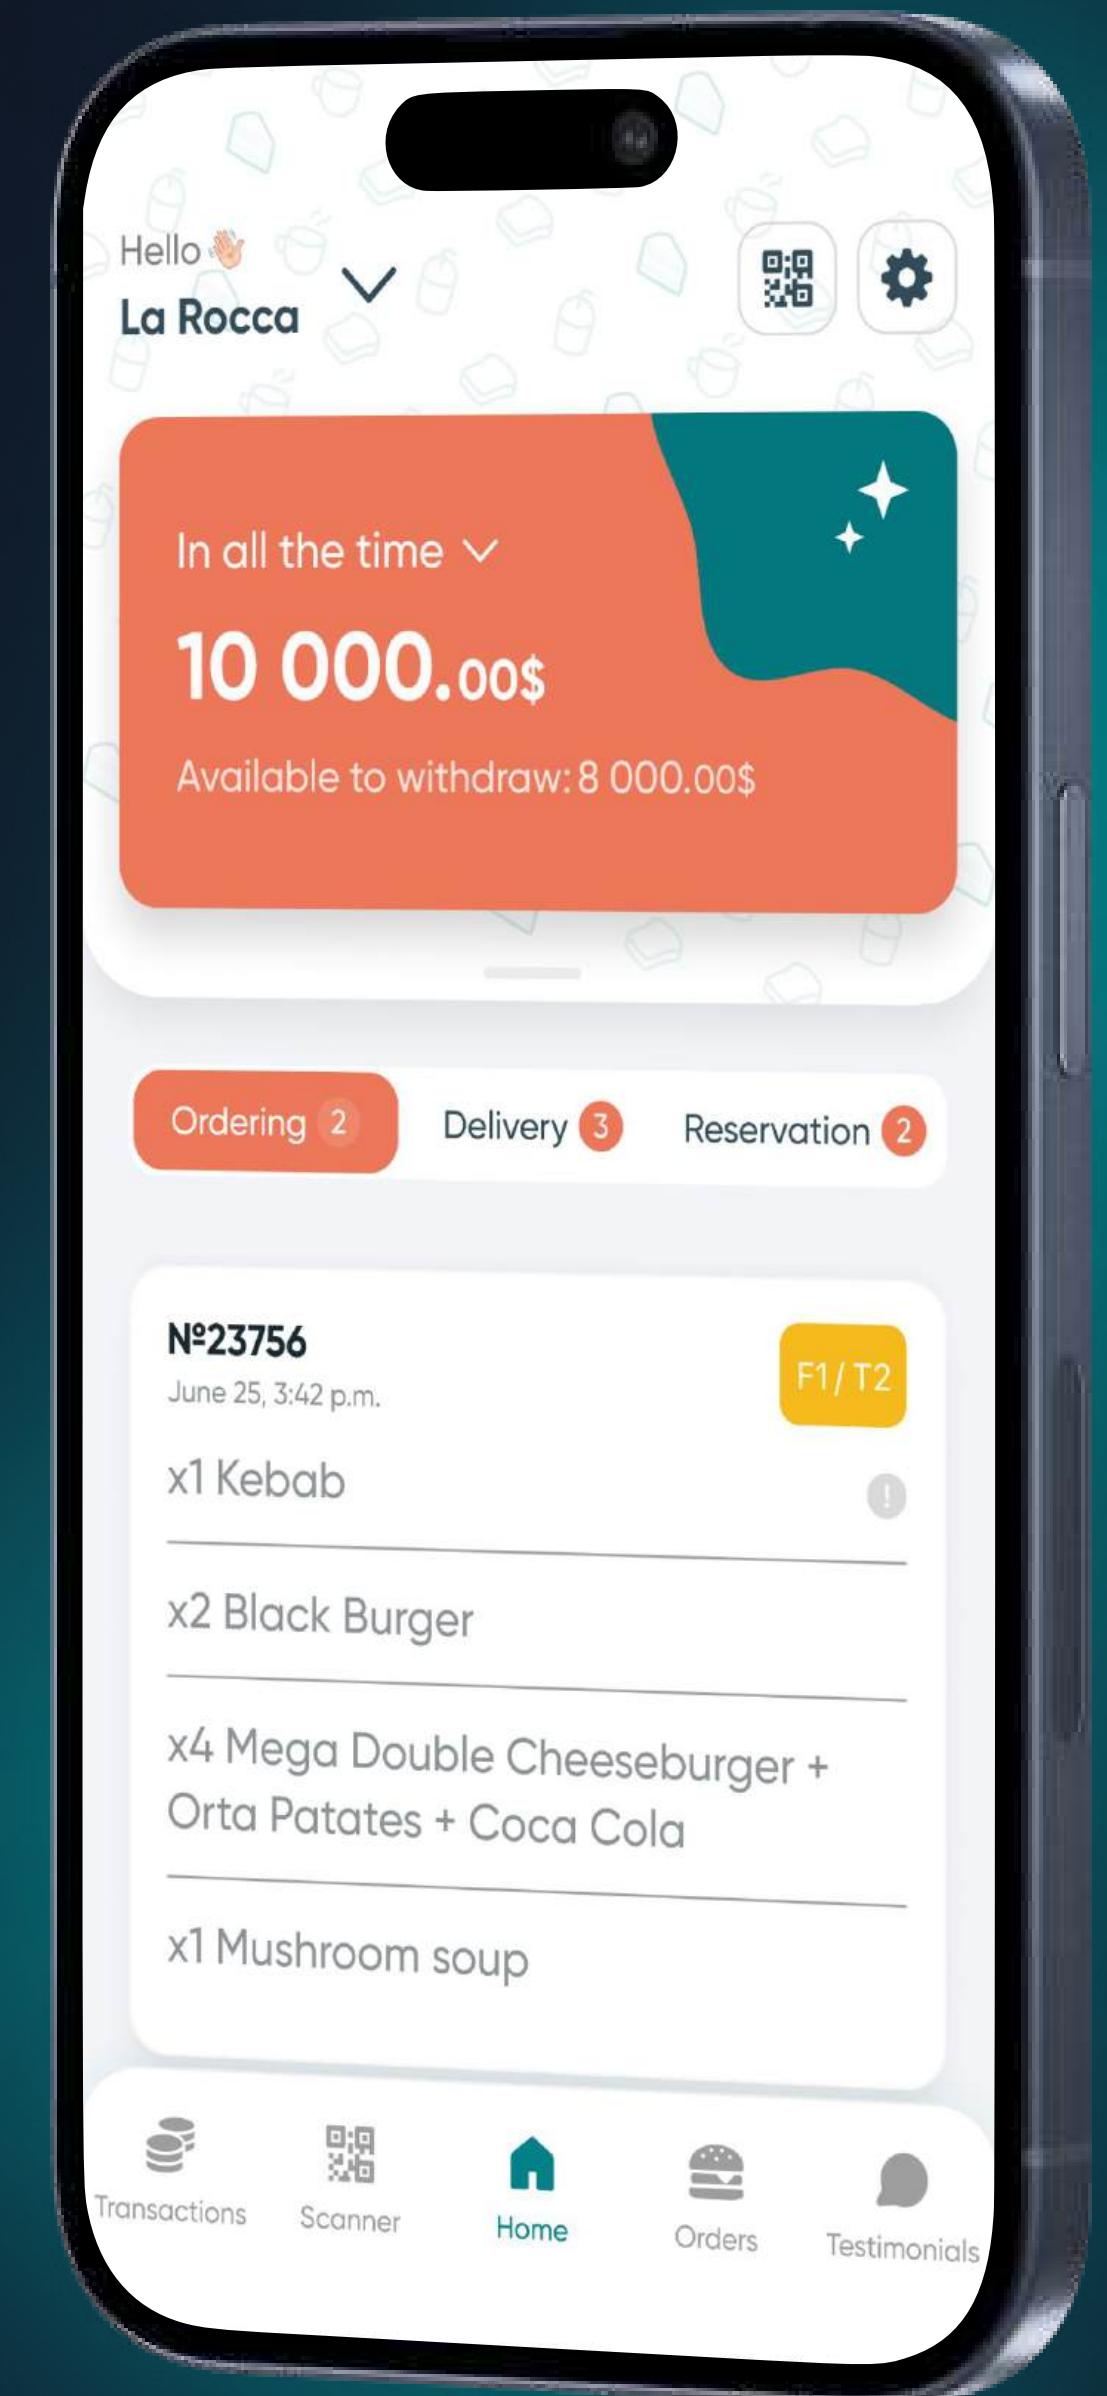 Hello 👋
La Rocca
In all the time
10 000.00$
Available to withdraw: 8 000.00$
Ordering 2
Delivery 3
Reservation 2
№23756
June 25, 3:42 p.m.
F1 / T2
x1 Kebab
!
x2 Black Burger
x4 Mega Double Cheeseburger +
Orta Patates + Coca Cola
x1 Mushroom soup
Transactions
Scanner
Home
Orders
Testimonials